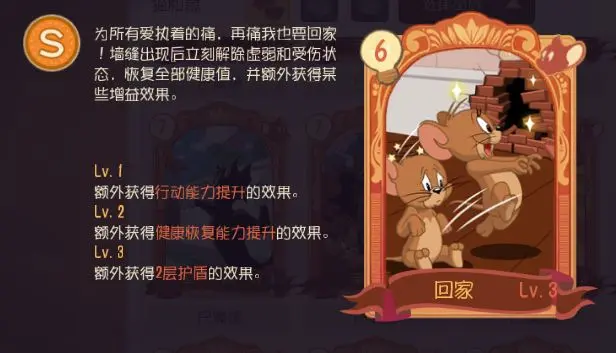 S
为所有爱执着的痛，再痛我也要回家
！墙缝出现后立刻解除虚弱和受伤状
态，恢复全部健康值，并额外获得某
些增益效果。
Lv.1
额外获得行动能力提升的效果。
Lv.2
额外获得健康恢复能力提升的效果。
Lv.3
额外获得2层护盾的效果。
6
回家 Lv.3